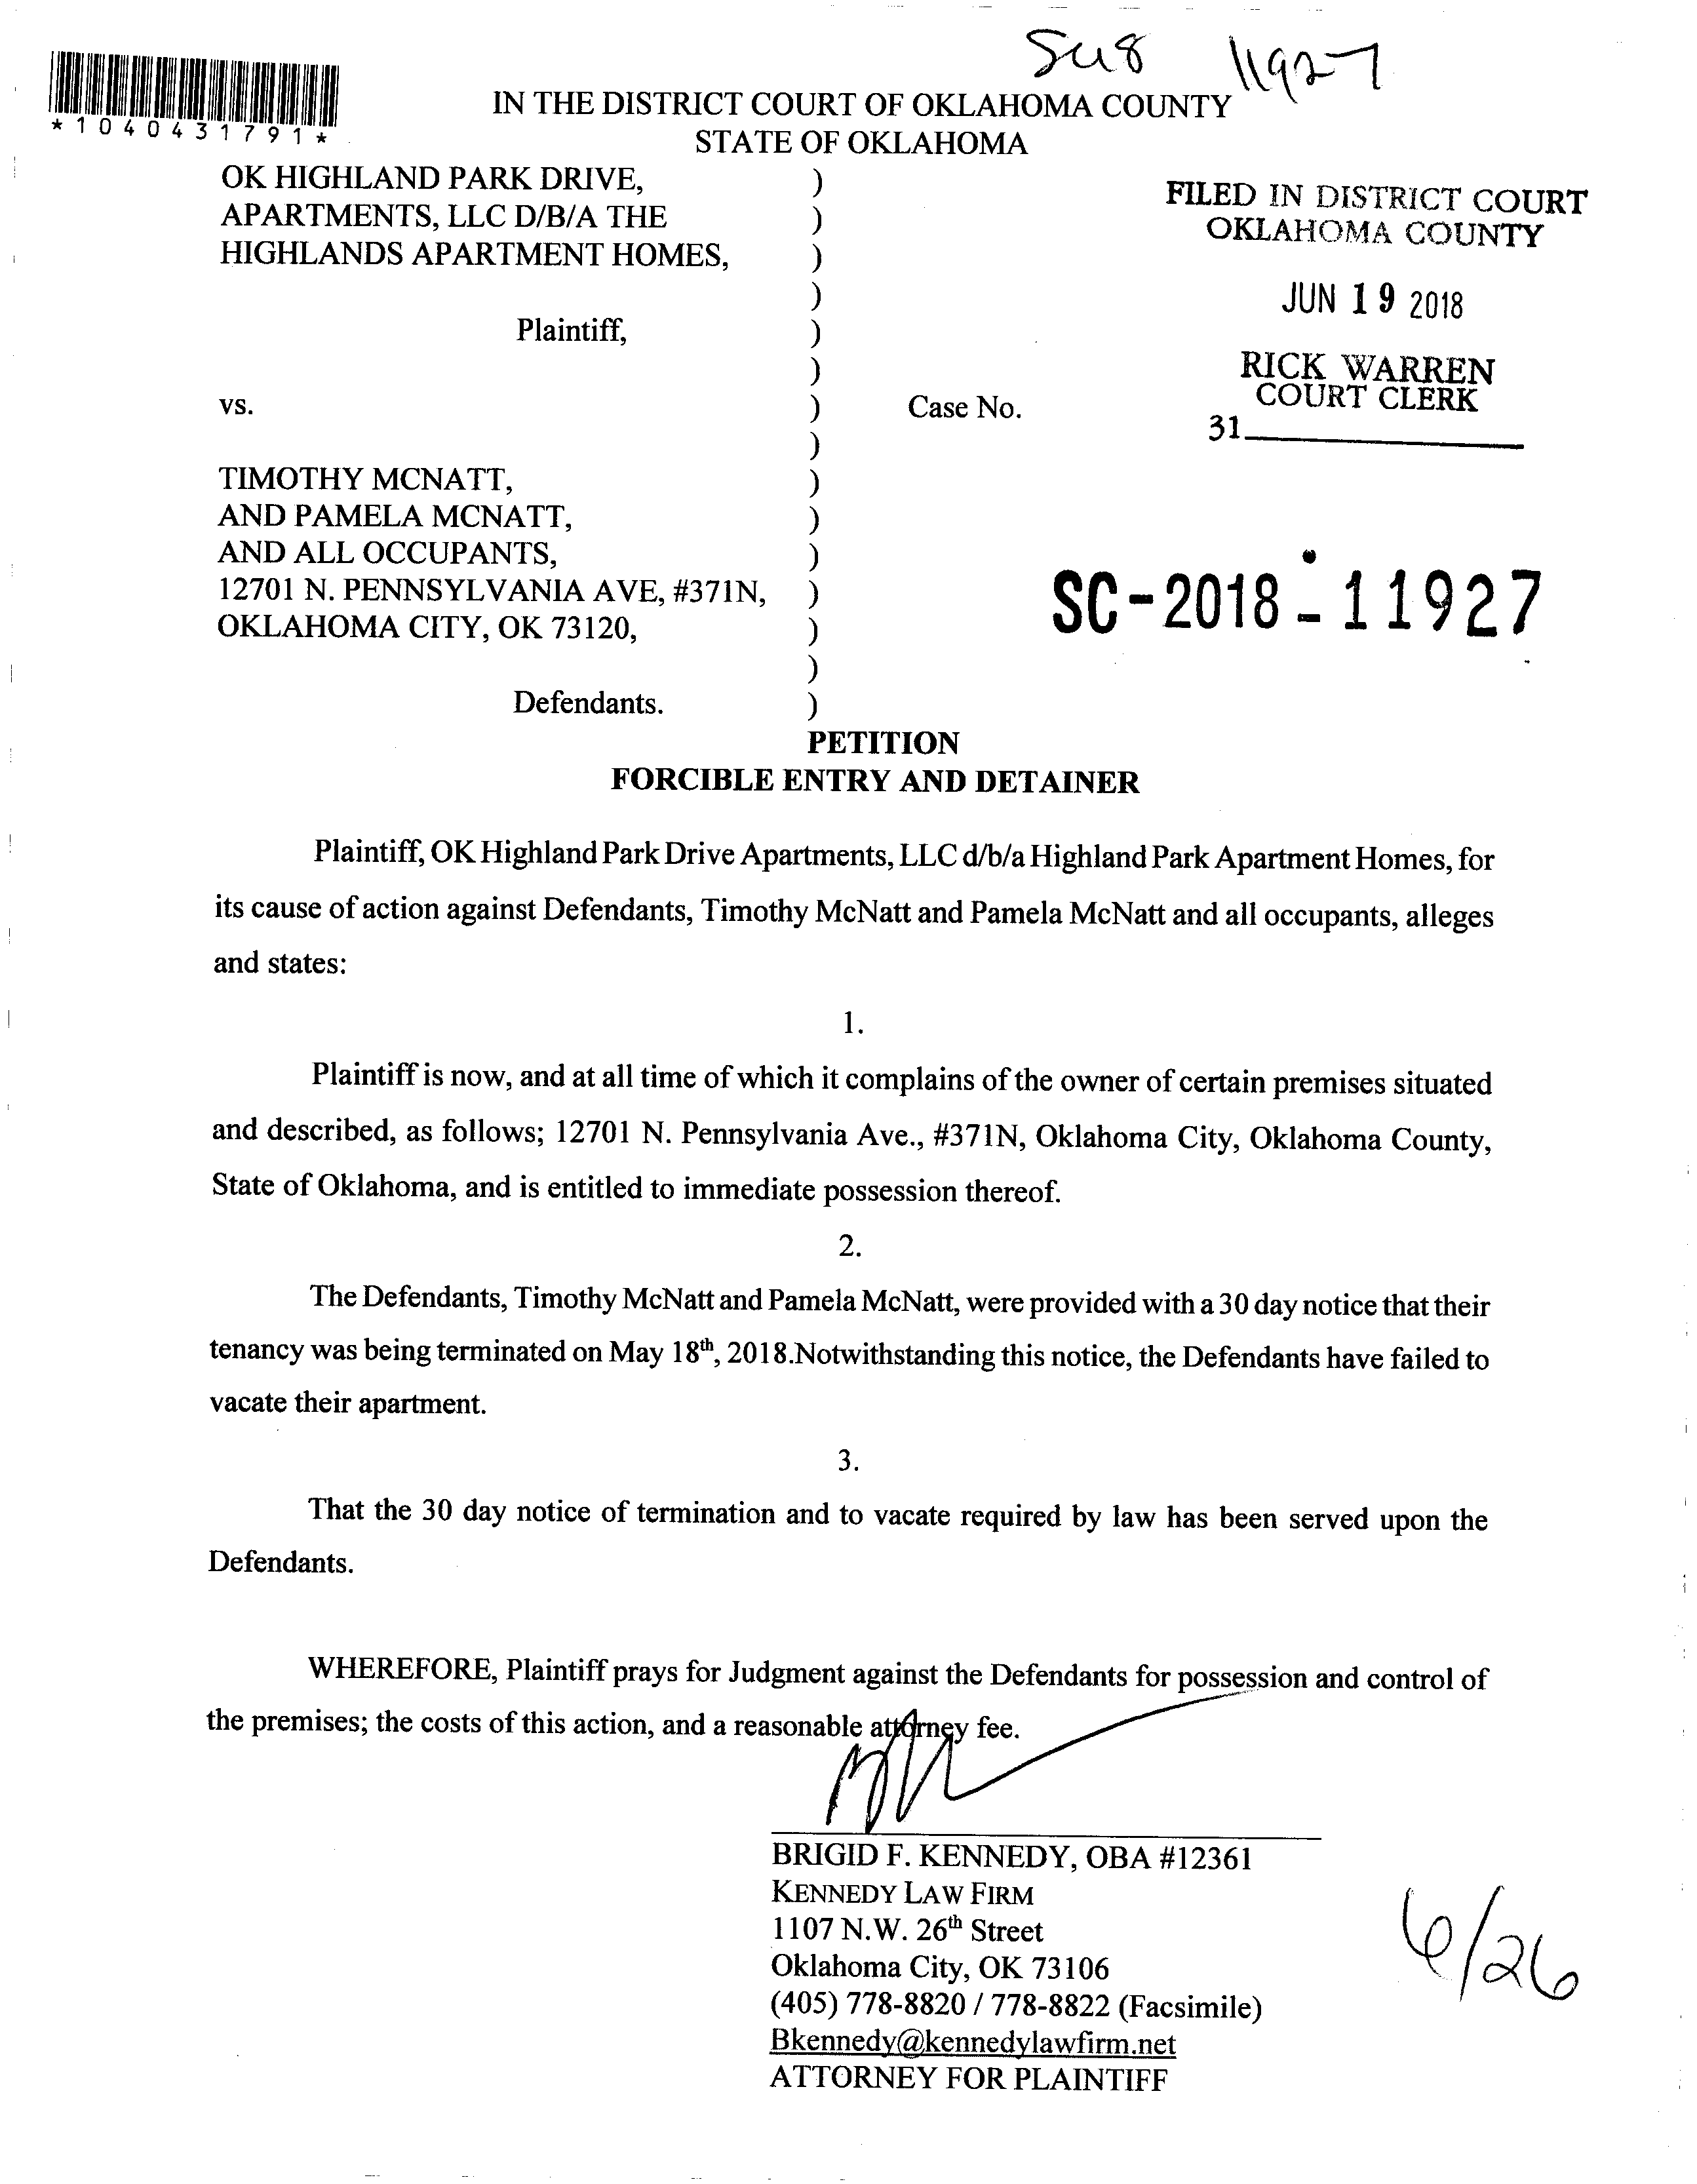 Su8 11927
*1040431791*
IN THE DISTRICT COURT OF OKLAHOMA COUNTY
STATE OF OKLAHOMA
OK HIGHLAND PARK DRIVE, )
APARTMENTS, LLC D/B/A THE )
HIGHLANDS APARTMENT HOMES, )
)
Plaintiff, )
)
vs. ) Case No.
)
TIMOTHY MCNATT, )
AND PAMELA MCNATT, )
AND ALL OCCUPANTS, )
12701 N. PENNSYLVANIA AVE, #371N, )
OKLAHOMA CITY, OK 73120, )
)
Defendants. )
FILED IN DISTRICT COURT
OKLAHOMA COUNTY
JUN 19 2018
RICK WARREN
COURT CLERK
31
SC-2018-11927
PETITION
FORCIBLE ENTRY AND DETAINER
Plaintiff, OK Highland Park Drive Apartments, LLC d/b/a Highland Park Apartment Homes, for
its cause of action against Defendants, Timothy McNatt and Pamela McNatt and all occupants, alleges
and states:
1.
Plaintiff is now, and at all time of which it complains of the owner of certain premises situated
and described, as follows; 12701 N. Pennsylvania Ave., #371N, Oklahoma City, Oklahoma County,
State of Oklahoma, and is entitled to immediate possession thereof.
2.
The Defendants, Timothy McNatt and Pamela McNatt, were provided with a 30 day notice that their
tenancy was being terminated on May 18th, 2018.Notwithstanding this notice, the Defendants have failed to
vacate their apartment.
3.
That the 30 day notice of termination and to vacate required by law has been served upon the
Defendants.
WHEREFORE, Plaintiff prays for Judgment against the Defendants for possession and control of
the premises; the costs of this action, and a reasonable attorney fee.
BRIGID F. KENNEDY, OBA #12361
KENNEDY LAW FIRM
1107 N.W. 26th Street
Oklahoma City, OK 73106
(405) 778-8820 / 778-8822 (Facsimile)
Bkennedy@kennedylawfirm.net
ATTORNEY FOR PLAINTIFF
6/26